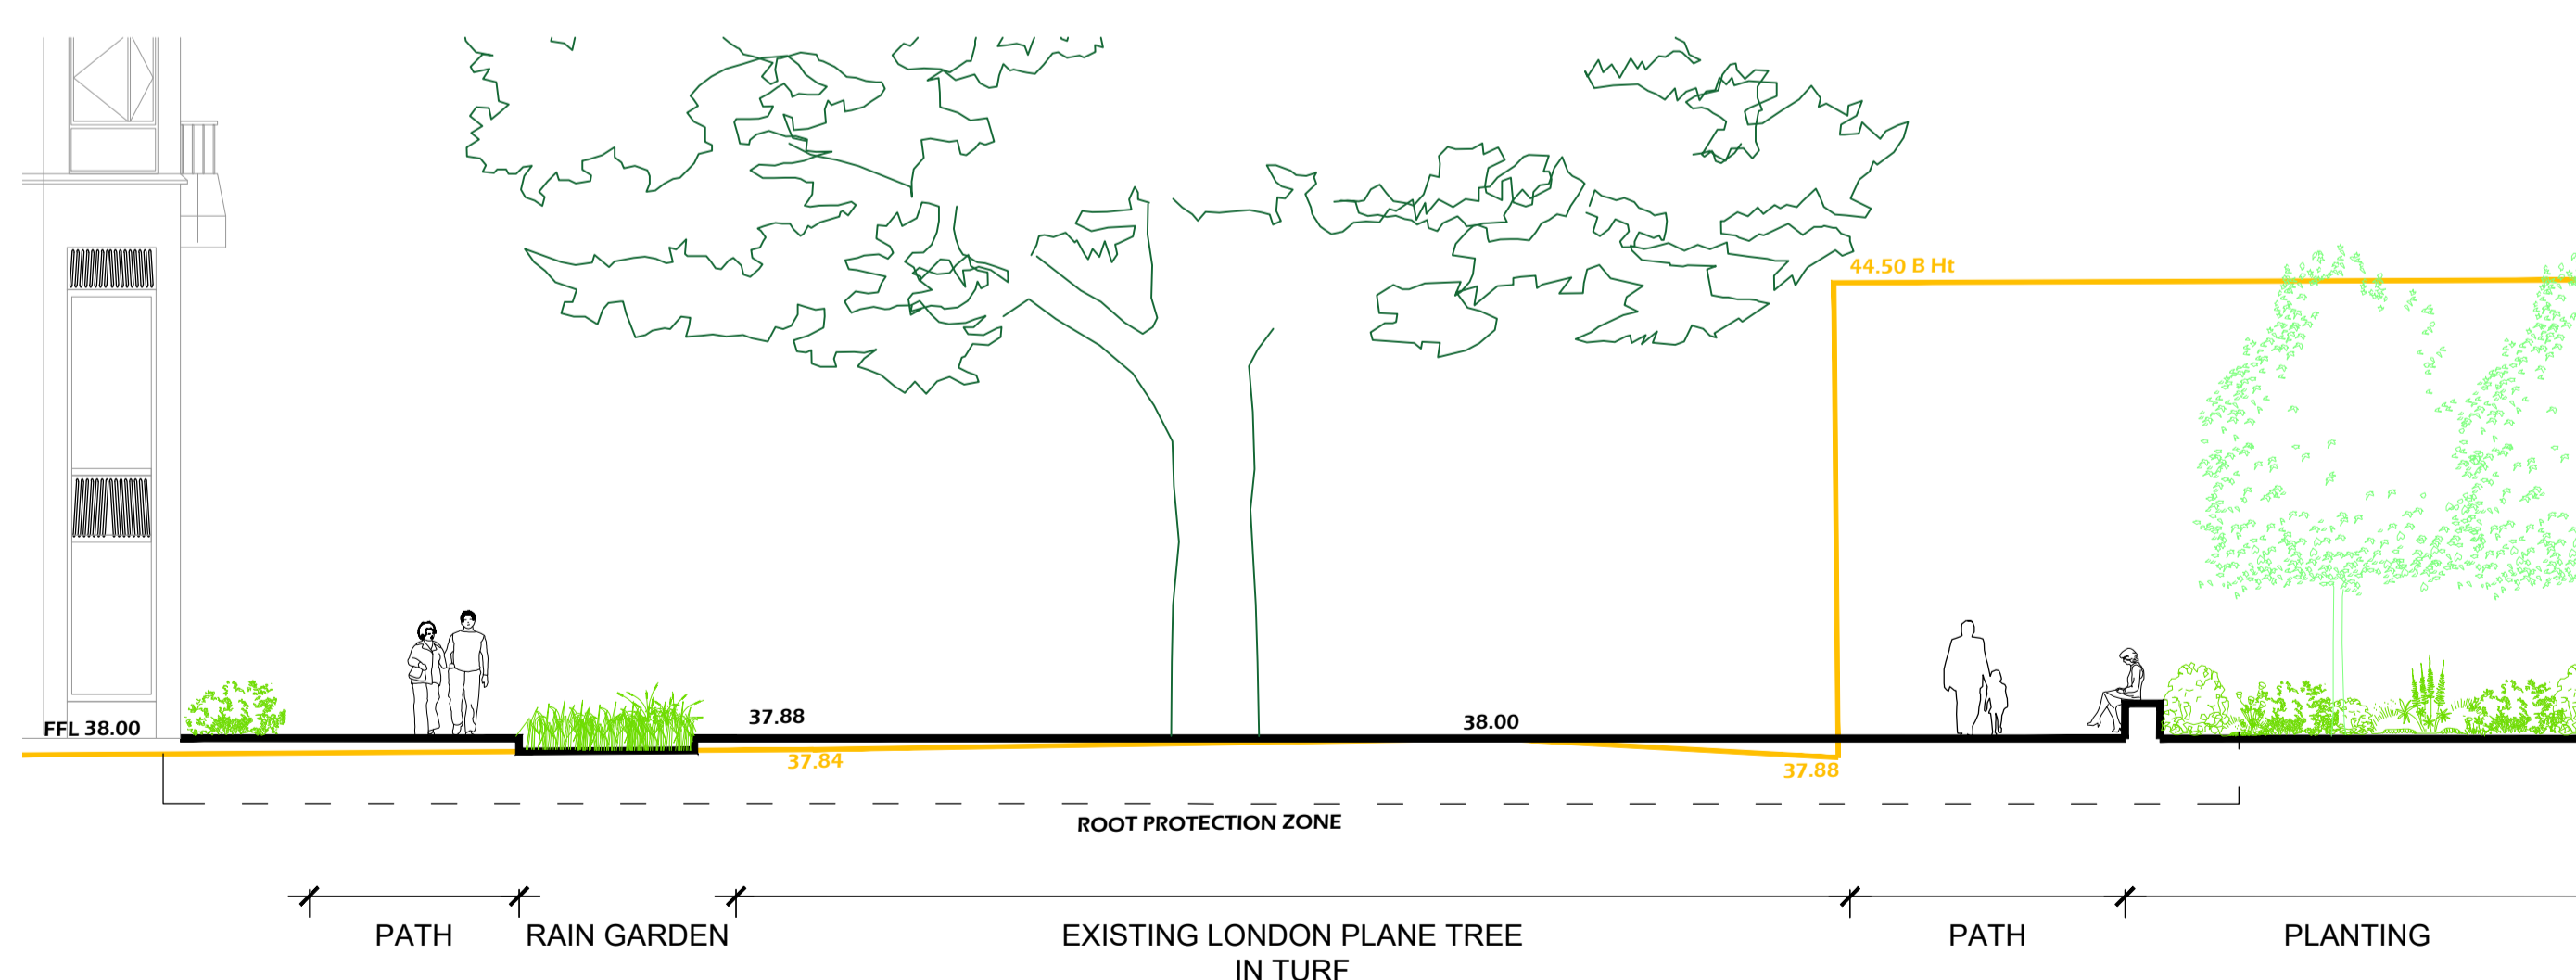 44.50 B Ht
FFL 38.00
37.88
38.00
37.84
37.88
ROOT PROTECTION ZONE
PATH
RAIN GARDEN
EXISTING LONDON PLANE TREE
IN TURF
PATH
PLANTING